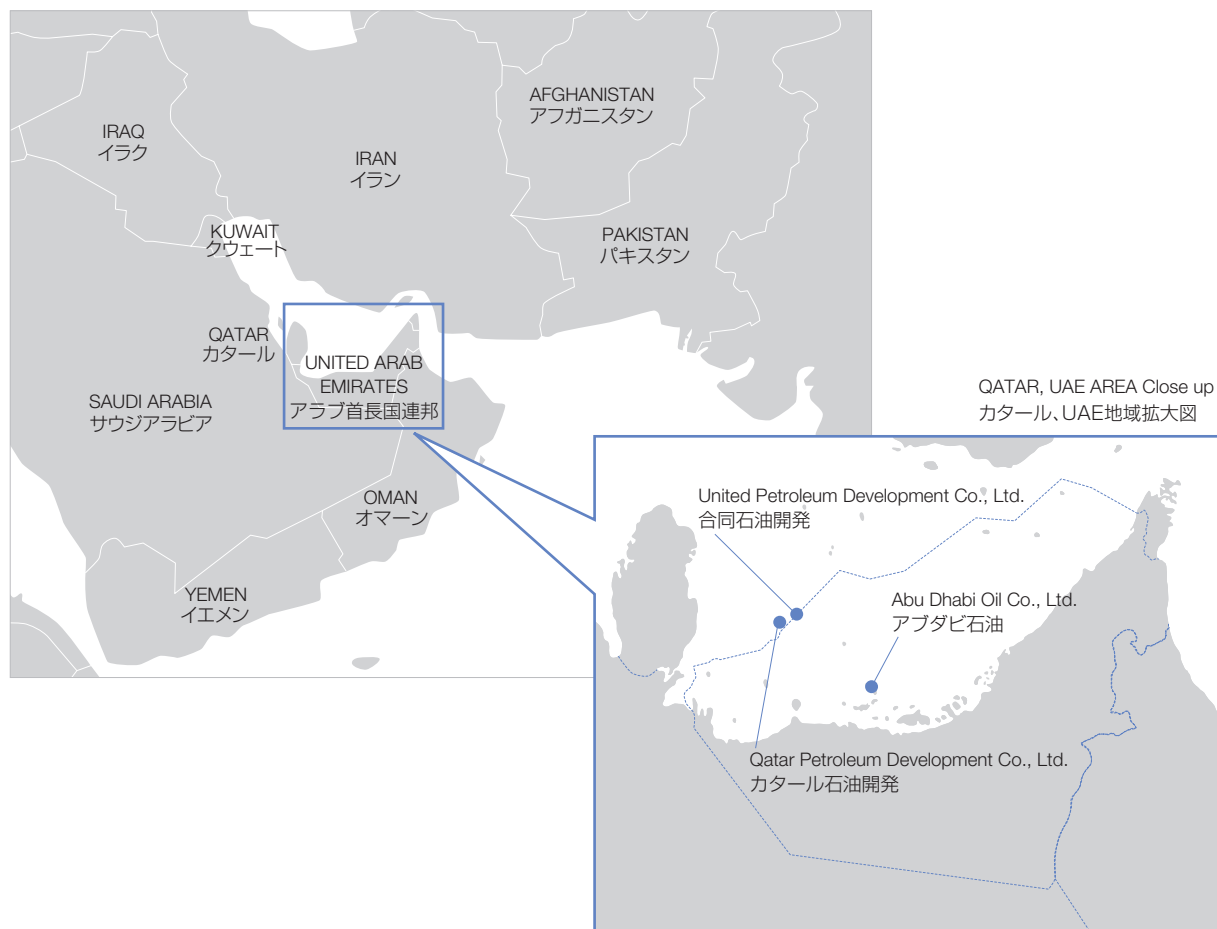 AFGHANISTAN
アフガニスタン
IRAQ
イラク
IRAN
イラン
KUWAIT
クウェート
PAKISTAN
パキスタン
QATAR
カタール
UNITED ARAB
EMIRATES
アラブ首長国連邦
SAUDI ARABIA
サウジアラビア
OMAN
オマーン
YEMEN
イエメン
QATAR, UAE AREA Close up
カタール、UAE地域拡大図
United Petroleum Development Co., Ltd.
合同石油開発
Abu Dhabi Oil Co., Ltd.
アブダビ石油
Qatar Petroleum Development Co., Ltd.
カタール石油開発